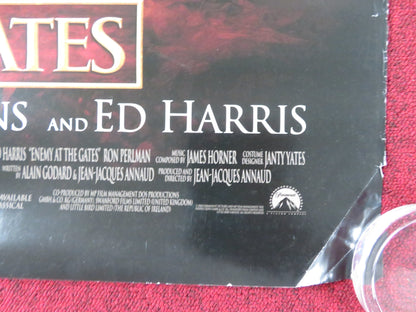 ATES
NS AND ED HARRIS
HARRIS "ENEMY AT THE GATES" RON PERLMAN MUSIC COMPOSED BY JAMES HORNER COSTUME DESIGNER JANTY YATES
WRITTEN BY ALAIN GODARD & JEAN-JACQUES ANNAUD PRODUCED AND DIRECTED BY JEAN-JACQUES ANNAUD
AVAILABLE
CLASSICAL
CO-PRODUCED BY MP FILM MANAGEMENT DOS PRODUCTIONS
GMBH & CO. KG (GERMANY), SWANFORD FILMS LIMITED (UNITED KINGDOM)
AND LITTLE BIRD LIMITED (THE REPUBLIC OF IRELAND)